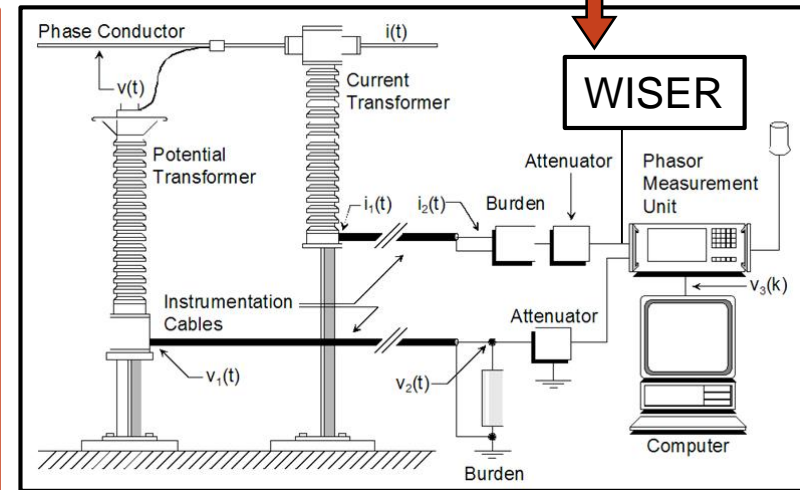 Phase Conductor
i(t)
v(t)
Current
Transformer
WISER
Potential
Transformer
Attenuator
Phasor
Measurement
Unit
i₁(t)
i₂(t)
Burden
v₃(k)
Instrumentation
Cables
Attenuator
v₁(t)
v₂(t)
Computer
Burden